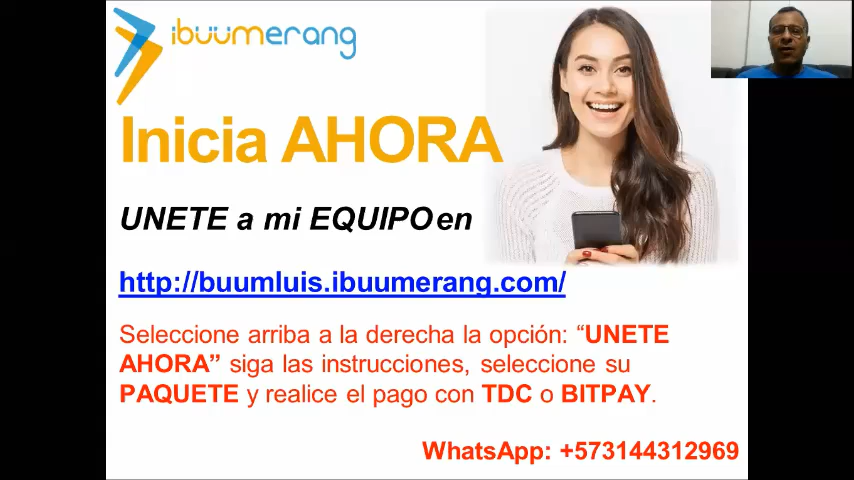 ibuumerang
Inicia AHORA
UNETE a mi EQUIPO en
http://buumluis.ibuumerang.com/
Seleccione arriba a la derecha la opción: “UNETE
AHORA” siga las instrucciones, seleccione su
PAQUETE y realice el pago con TDC o BITPAY.
WhatsApp: +573144312969